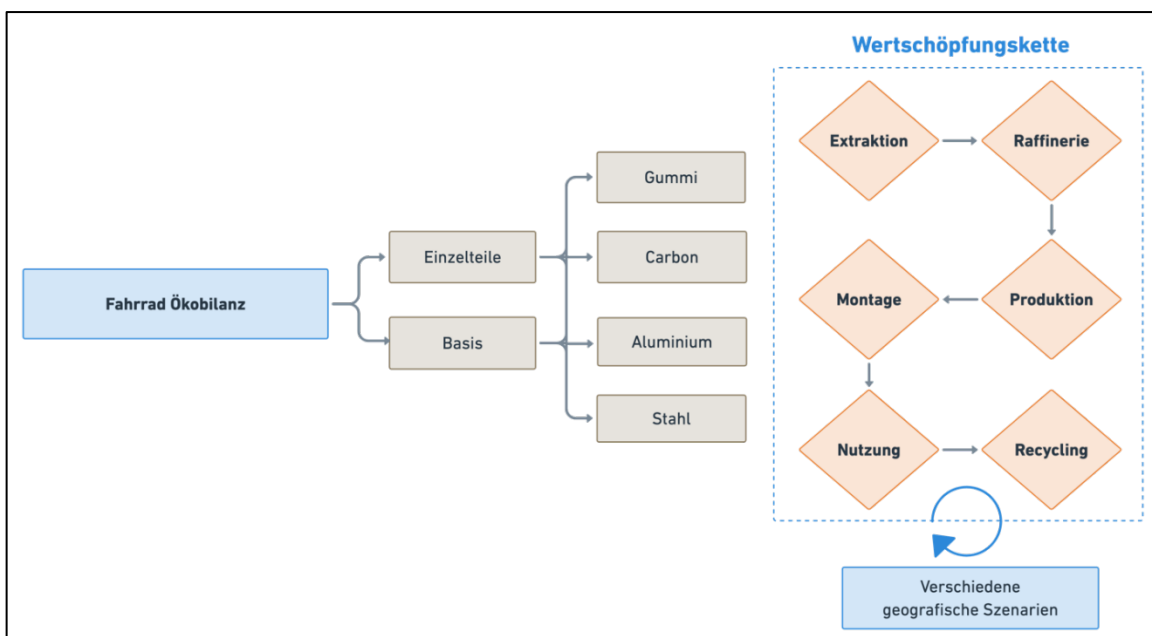 Wertschöpfungskette
Extraktion
Raffinerie
Gummi
Einzelteile
Carbon
Fahrrad Ökobilanz
Montage
Produktion
Basis
Aluminium
Stahl
Nutzung
Recycling
Verschiedene
geografische Szenarien